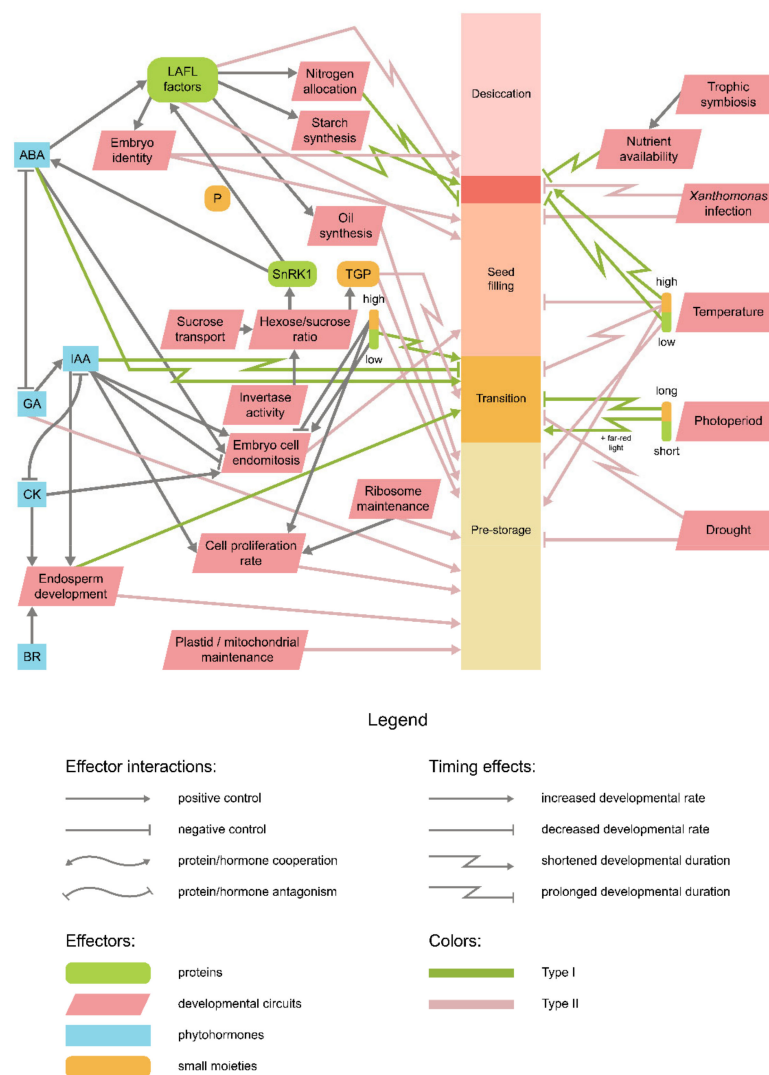 LAFL
factors
Nitrogen
allocation
Desiccation
Trophic
symbiosis
Starch
synthesis
Nutrient
availability
Embryo
identity
ABA
P
Xanthomonas
infection
Oil
synthesis
SnRK1
TGP
Seed
filling
high
high
Sucrose
transport
Hexose/sucrose
ratio
Temperature
low
low
IAA
Invertase
activity
Transition
long
GA
Photoperiod
+ far-red
light
short
Embryo cell
endomitosis
CK
Ribosome
maintenance
Pre-storage
Drought
Cell proliferation
rate
Endosperm
development
BR
Plastid / mitochondrial
maintenance
Legend
Effector interactions:
positive control
negative control
protein/hormone cooperation
protein/hormone antagonism
Timing effects:
increased developmental rate
decreased developmental rate
shortened developmental duration
prolonged developmental duration
Effectors:
proteins
developmental circuits
phytohormones
small moieties
Colors:
Type I
Type II